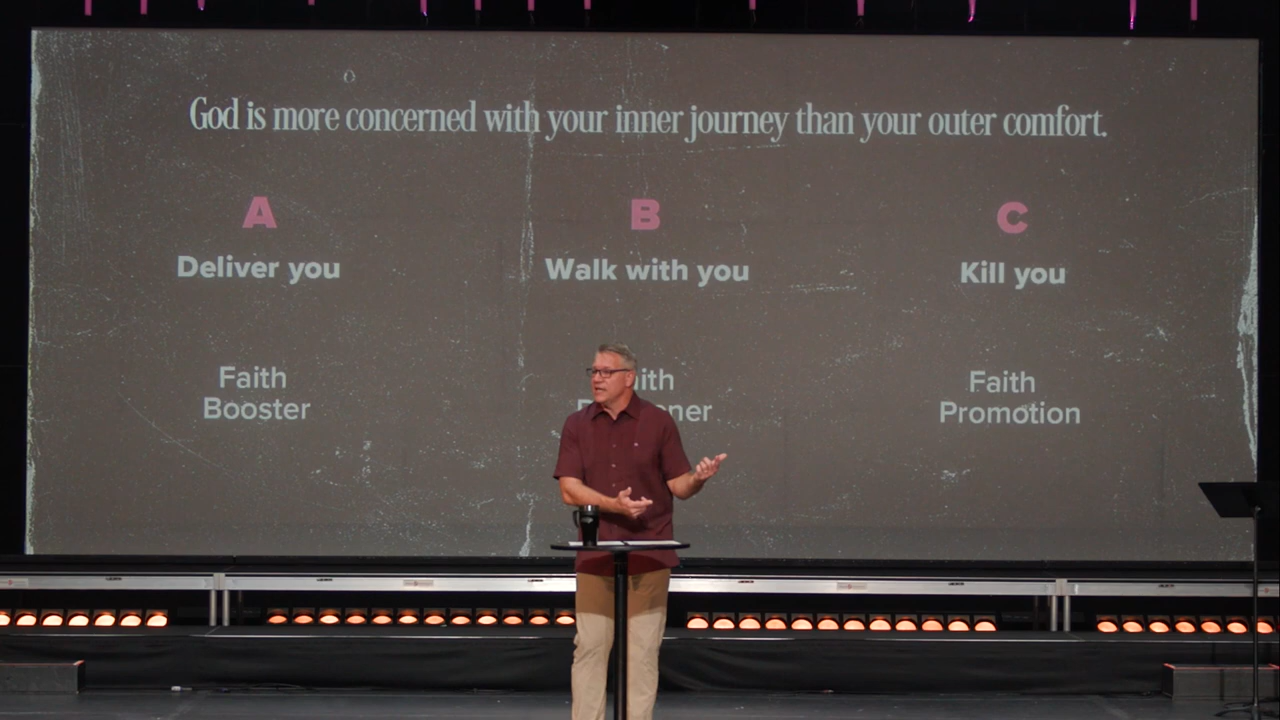 God is more concerned with your inner journey than your outer comfort.
A
B
C
Deliver you
Walk with you
Kill you
Faith
Booster
Faith
Promotion